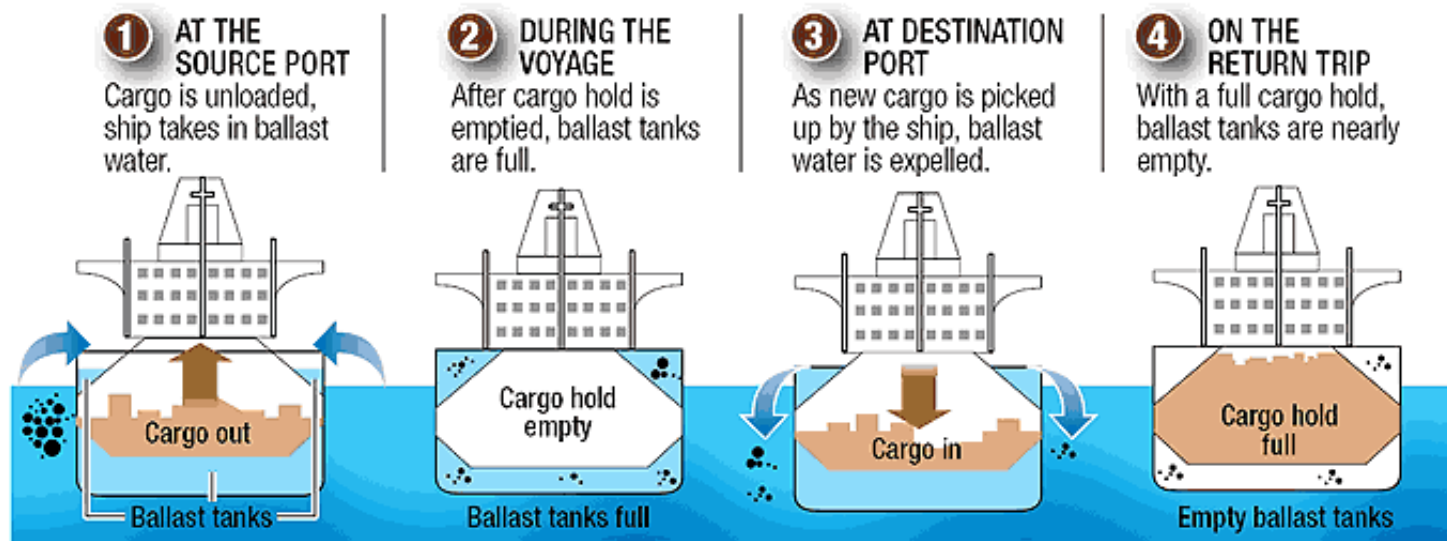 1 AT THE
SOURCE PORT
Cargo is unloaded,
ship takes in ballast
water.
Cargo out
Ballast tanks
2 DURING THE
VOYAGE
After cargo hold is
emptied, ballast tanks
are full.
Cargo hold
empty
Ballast tanks full
3 AT DESTINATION
PORT
As new cargo is picked
up by the ship, ballast
water is expelled.
Cargo in
4 ON THE
RETURN TRIP
With a full cargo hold,
ballast tanks are nearly
empty.
Cargo hold
full
Empty ballast tanks